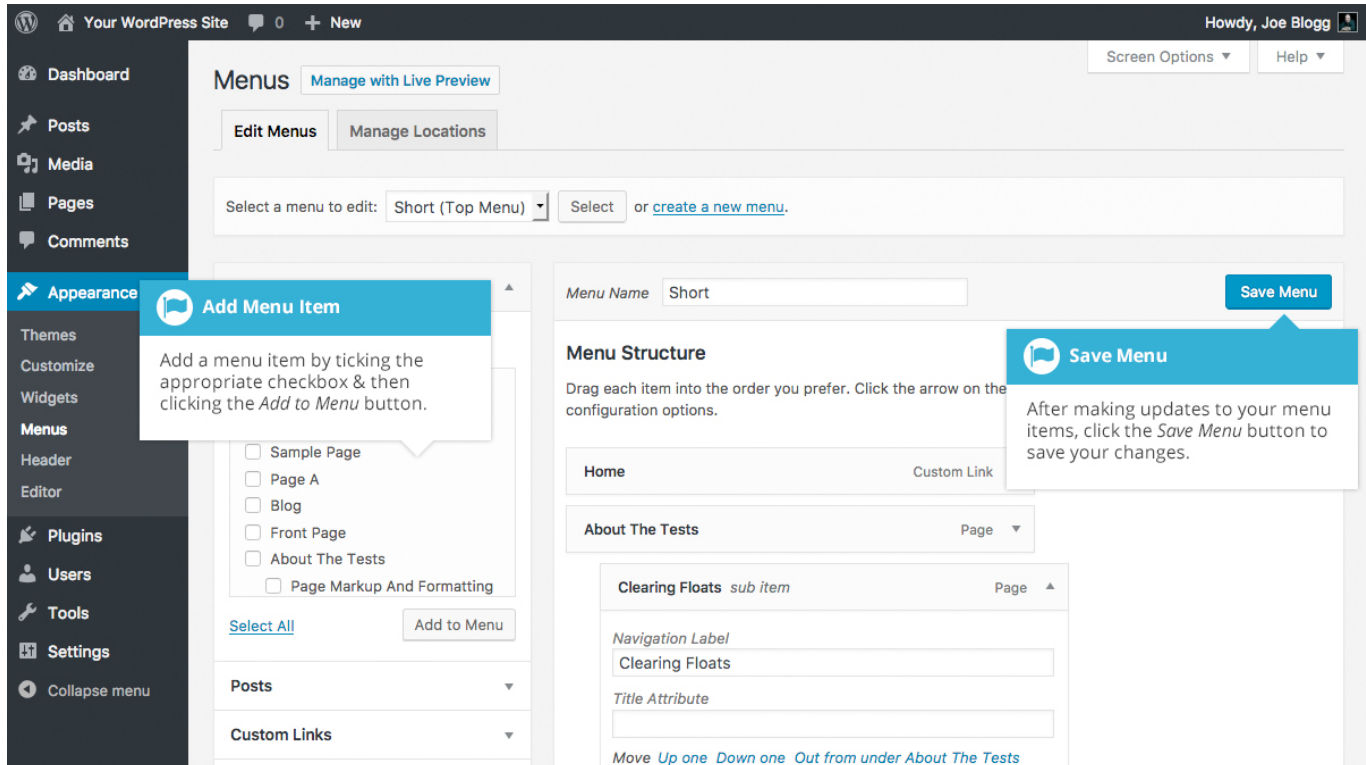 Your WordPress Site 0 + New
Howdy, Joe Blogg
Dashboard
Posts
Media
Pages
Comments
Appearance
Themes
Customize
Widgets
Menus
Header
Editor
Plugins
Users
Tools
Settings
Collapse menu
Screen Options
Help
Menus
Manage with Live Preview
Edit Menus
Manage Locations
Select a menu to edit: Short (Top Menu) Select or create a new menu.
Add Menu Item
Add a menu item by ticking the
appropriate checkbox & then
clicking the Add to Menu button.
Sample Page
Page A
Blog
Front Page
About The Tests
Page Markup And Formatting
Select All
Add to Menu
Posts
Custom Links
Menu Name Short
Save Menu
Menu Structure
Drag each item into the order you prefer. Click the arrow on the
configuration options.
Save Menu
After making updates to your menu
items, click the Save Menu button to
save your changes.
Home Custom Link
About The Tests Page
Clearing Floats sub item Page
Navigation Label
Clearing Floats
Title Attribute
Move Up one Down one Out from under About The Tests